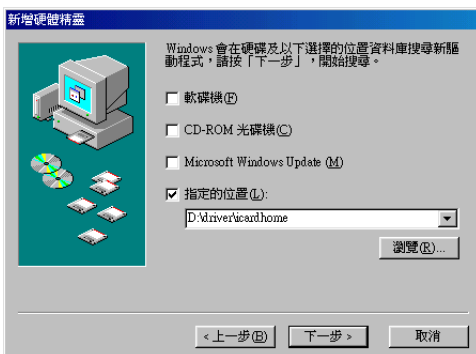 新增硬體精靈
Windows 會在硬碟及以下選擇的位置資料庫搜尋新驅
動程式，請按「下一步」，開始搜尋。
軟碟機(F)
CD-ROM 光碟機(C)
Microsoft Windows Update (M)
指定的位置(L):
D:\driver\icardhome
瀏覽(R)...
<上一步(B)
下一步 >
取消